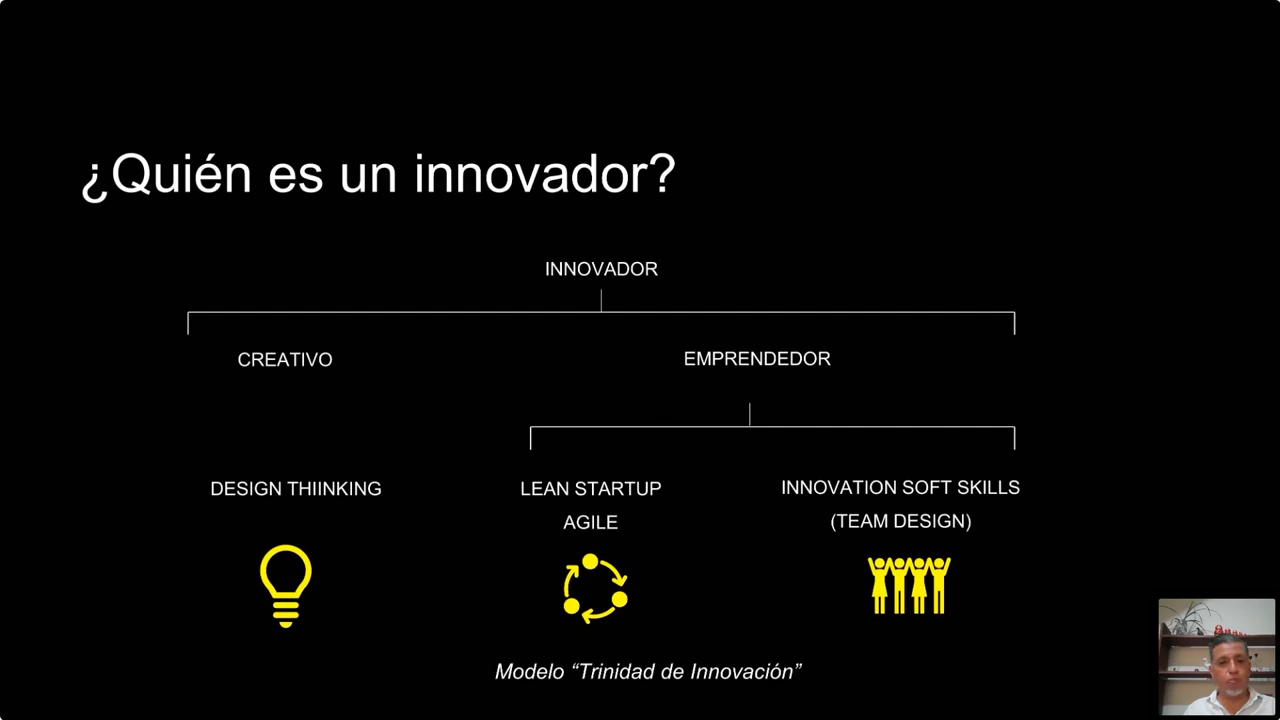 ¿Quién es un innovador?
INNOVADOR
CREATIVO
EMPRENDEDOR
DESIGN THIINKING
LEAN STARTUP
AGILE
INNOVATION SOFT SKILLS
(TEAM DESIGN)
Modelo “Trinidad de Innovación”